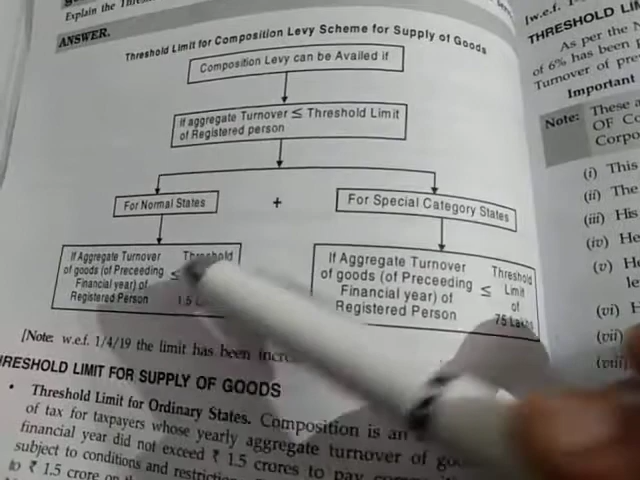 Explain the
ANSWER.
Threshold Limit for Composition Levy Scheme for Supply of Goods
Composition Levy can be Availed if
If aggregate Turnover ≤ Threshold Limit
of Registered person
For Normal States
+
For Special Category States
If Aggregate Turnover
of goods (of Preceeding
Financial year) of
Registered Person
≤
Threshold
1.5
If Aggregate Turnover
of goods (of Preceeding
Financial year) of
Registered Person
≤
Threshold
Limit
of
75 Lakhs
[Note: w.e.f. 1/4/19 the limit has been
THRESHOLD LIMIT FOR SUPPLY OF GOODS
• Threshold Limit for Ordinary States. Composition is an
of tax for taxpayers whose yearly aggregate turnover of
financial year did not exceed ₹ 1.5 crores to pay
subject to conditions and
to ₹ 1.5 crore on
[w.e.f.
THRESHOLD
As per the
of 6% has been
Turnover of
Important
Note: These
OF
(i) This
(ii) The
(iii) His
(iv) He
(v) He
(vi)
(vii)
(viii)